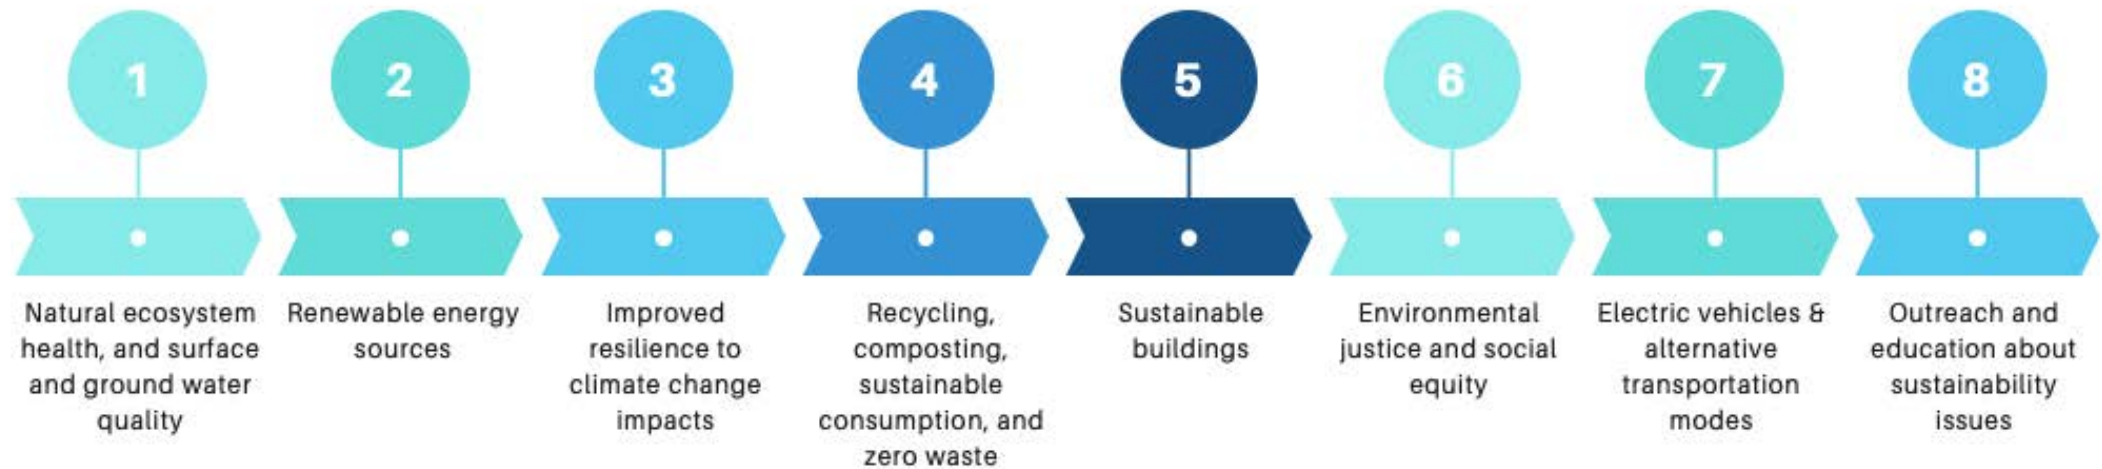 1
2
3
4
5
6
7
8
Natural ecosystem
health, and surface
and ground water
quality
Renewable energy
sources
Improved
resilience to
climate change
impacts
Recycling,
composting,
sustainable
consumption, and
zero waste
Sustainable
buildings
Environmental
justice and social
equity
Electric vehicles &
alternative
transportation
modes
Outreach and
education about
sustainability
issues